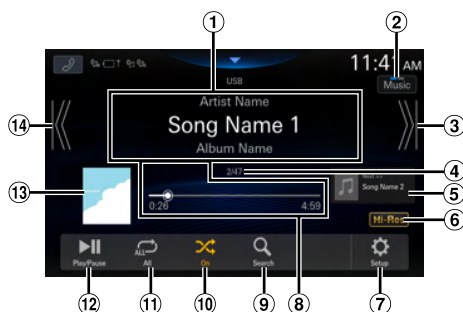 1
2
11:41 AM
USB
Music
Artist Name
Song Name 1
Album Name
14
3
2/47
4
Song Name 2
5
13
0:26
4:59
Hi-Res
6
ALL
Play/Pause
All
On
Search
Setup
12
11
10
9
8
7